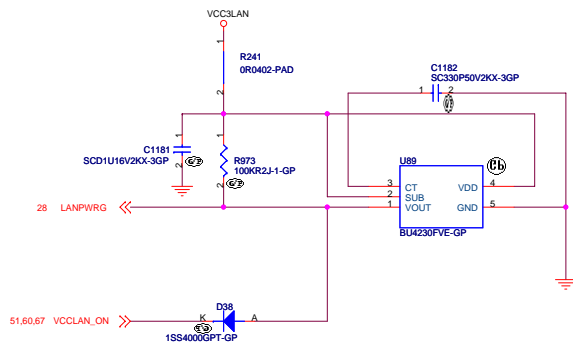 VCC3LAN
1
R241
0R0402-PAD
2
C1182
SC330P50V2KX-3GP
1 2
1
C1181
SCD1U16V2KX-3GP
2
1
R973
100KR2J-1-GP
2
U89
3 CT VDD 4
2 SUB
1 VOUT GND 5
BU4230FVE-GP
28 LANPWRG
D38
51,60,67 VCCLAN_ON K A
1SS4000GPT-GP